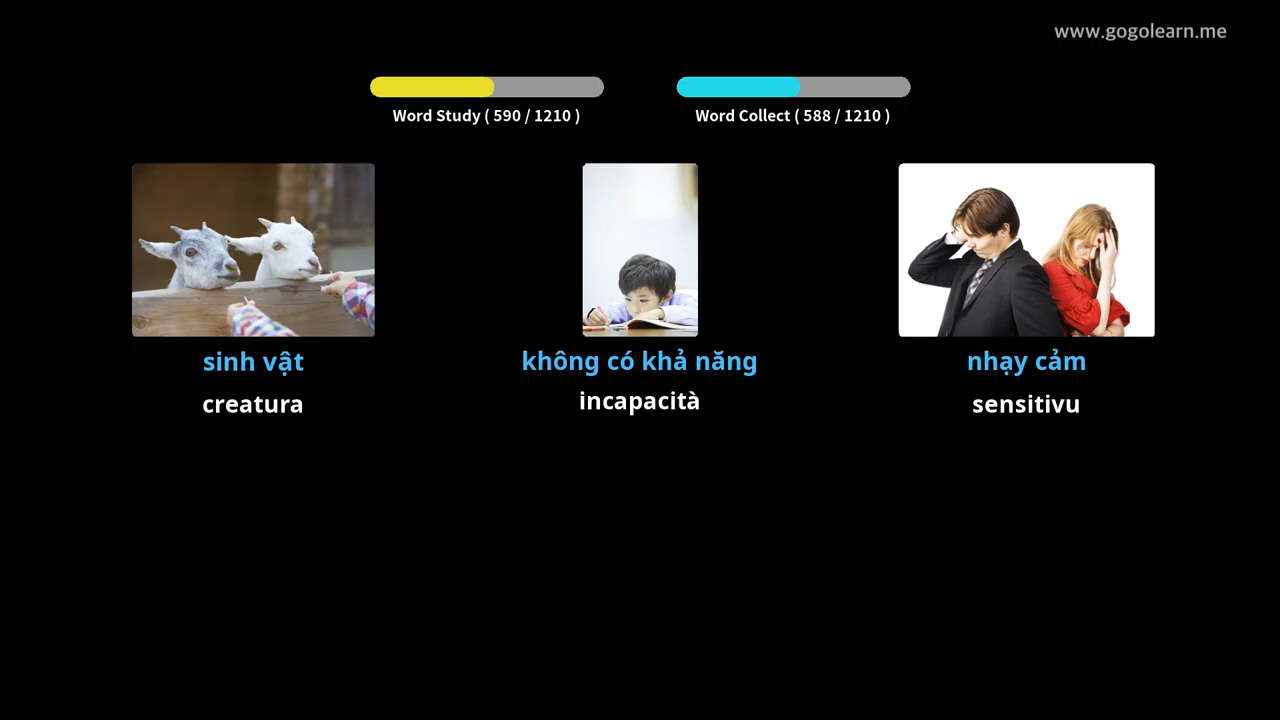 www.gogolearn.me
Word Study ( 590 / 1210 )
Word Collect ( 588 / 1210 )
sinh vật
creatura
không có khả năng
incapacità
nhạy cảm
sensitivu